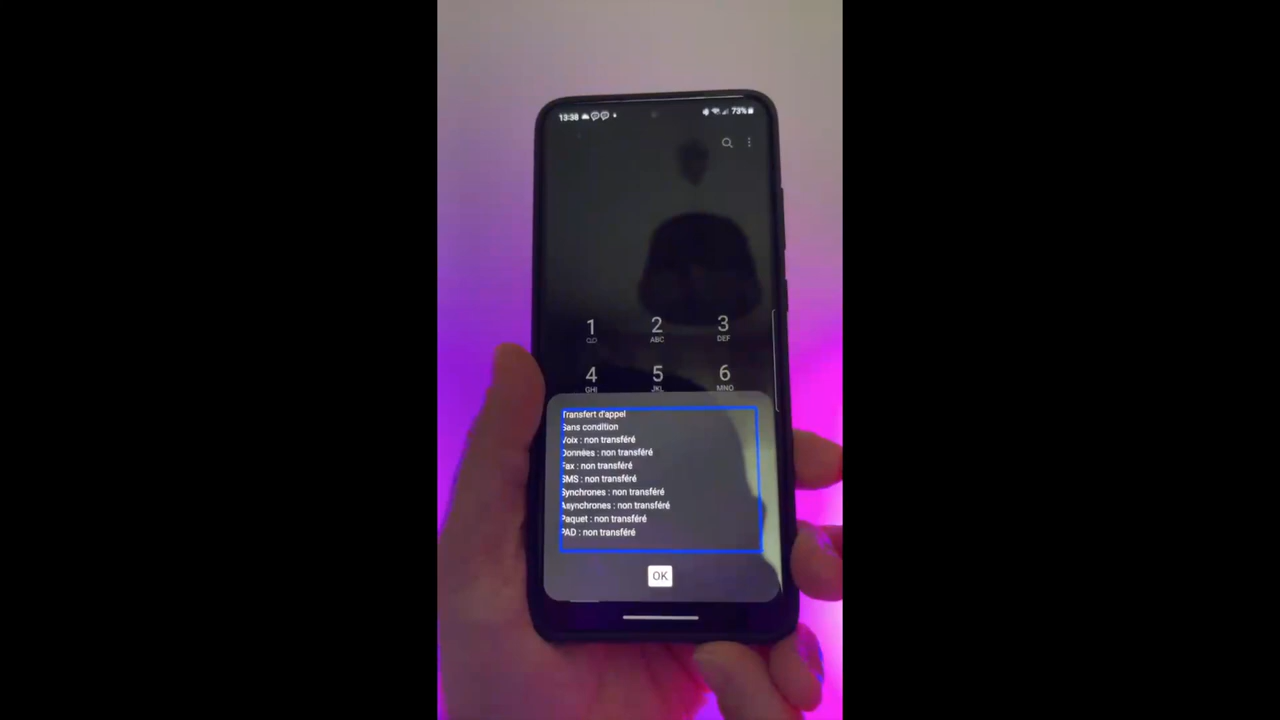 13:38
73%
1
2 ABC
3 DEF
4 GHI
5 JKL
6 MNO
Transfert d'appel
Sans condition
Voix : non transféré
Données : non transféré
Fax : non transféré
SMS : non transféré
Synchrones : non transféré
Asynchrones : non transféré
Paquet : non transféré
PAD : non transféré
OK